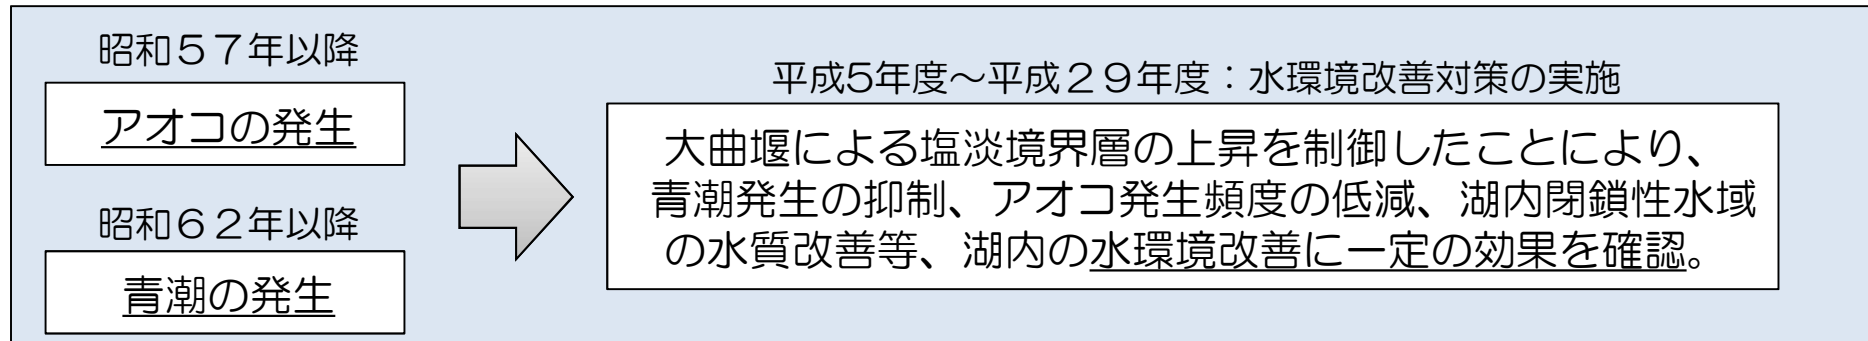 昭和５７年以降
アオコの発生
昭和６２年以降
青潮の発生
平成5年度～平成２９年度：水環境改善対策の実施
大曲堰による塩淡境界層の上昇を制御したことにより、
青潮発生の抑制、アオコ発生頻度の低減、湖内閉鎖性水域
の水質改善等、湖内の水環境改善に一定の効果を確認。